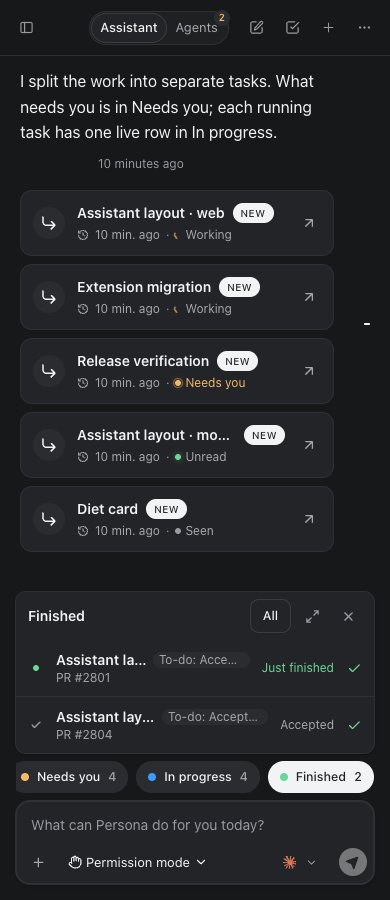 Assistant
Agents
2
I split the work into separate tasks. What
needs you is in Needs you; each running
task has one live row in In progress.
10 minutes ago
Assistant layout · web NEW
10 min. ago · Working
Extension migration NEW
10 min. ago · Working
Release verification NEW
10 min. ago · Needs you
Assistant layout · mo... NEW
10 min. ago · Unread
Diet card NEW
10 min. ago · Seen
Finished
All
Assistant la... To-do: Acce... Just finished
PR #2801
Assistant lay... To-do: Accept... Accepted
PR #2804
Needs you 4
In progress 4
Finished 2
What can Persona do for you today?
Permission mode